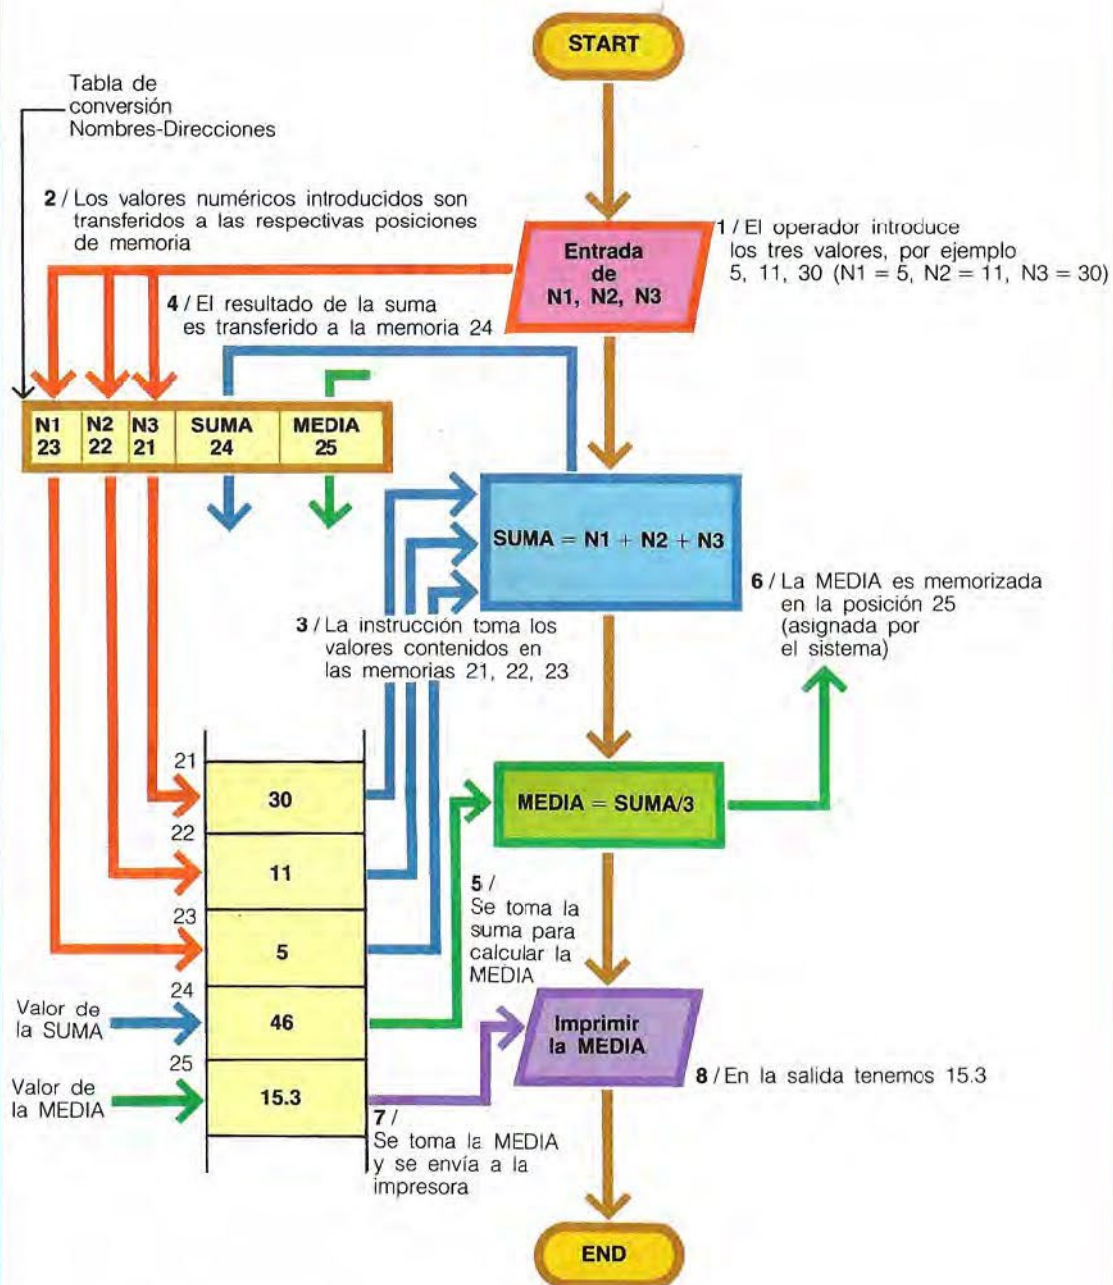 START
Tabla de
conversión
Nombres-Direcciones
2 / Los valores numéricos introducidos son
transferidos a las respectivas posiciones
de memoria
Entrada
de
N1, N2, N3
1 / El operador introduce
los tres valores, por ejemplo
5, 11, 30 (N1 = 5, N2 = 11, N3 = 30)
4 / El resultado de la suma
es transferido a la memoria 24
N1 N2 N3 SUMA MEDIA
23 22 21 24 25
SUMA = N1 + N2 + N3
3 / La instrucción toma los
valores contenidos en
las memorias 21, 22, 23
6 / La MEDIA es memorizada
en la posición 25
(asignada por
el sistema)
21
30
22
11
23
5
24
46
25
15.3
Valor de
la SUMA
Valor de
la MEDIA
MEDIA = SUMA/3
5 /
Se toma la
suma para
calcular la
MEDIA
Imprimir
la MEDIA
7 /
Se toma la MEDIA
y se envía a la
impresora
8 / En la salida tenemos 15.3
END